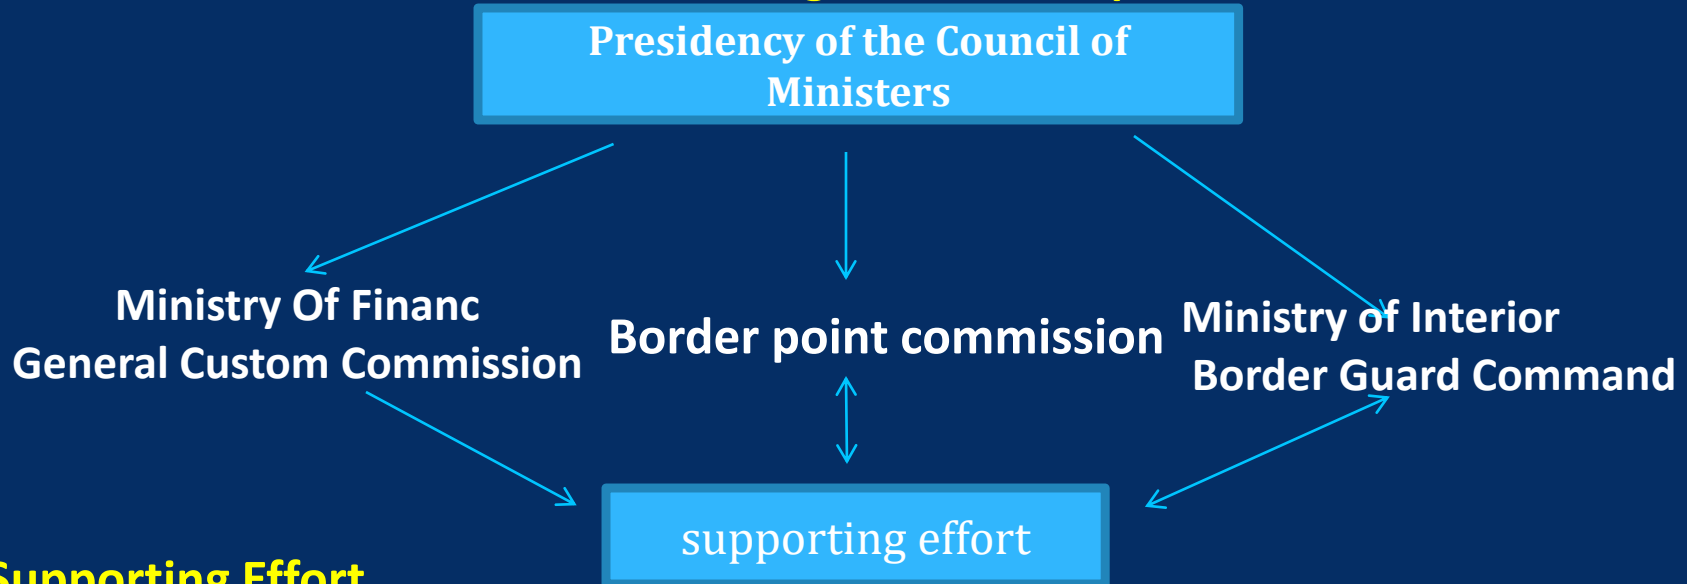 Presidency of the Council of
Ministers
Ministry Of Financ
General Custom Commission
Border point commission
Ministry of Interior
Border Guard Command
supporting effort
Supporting Effort